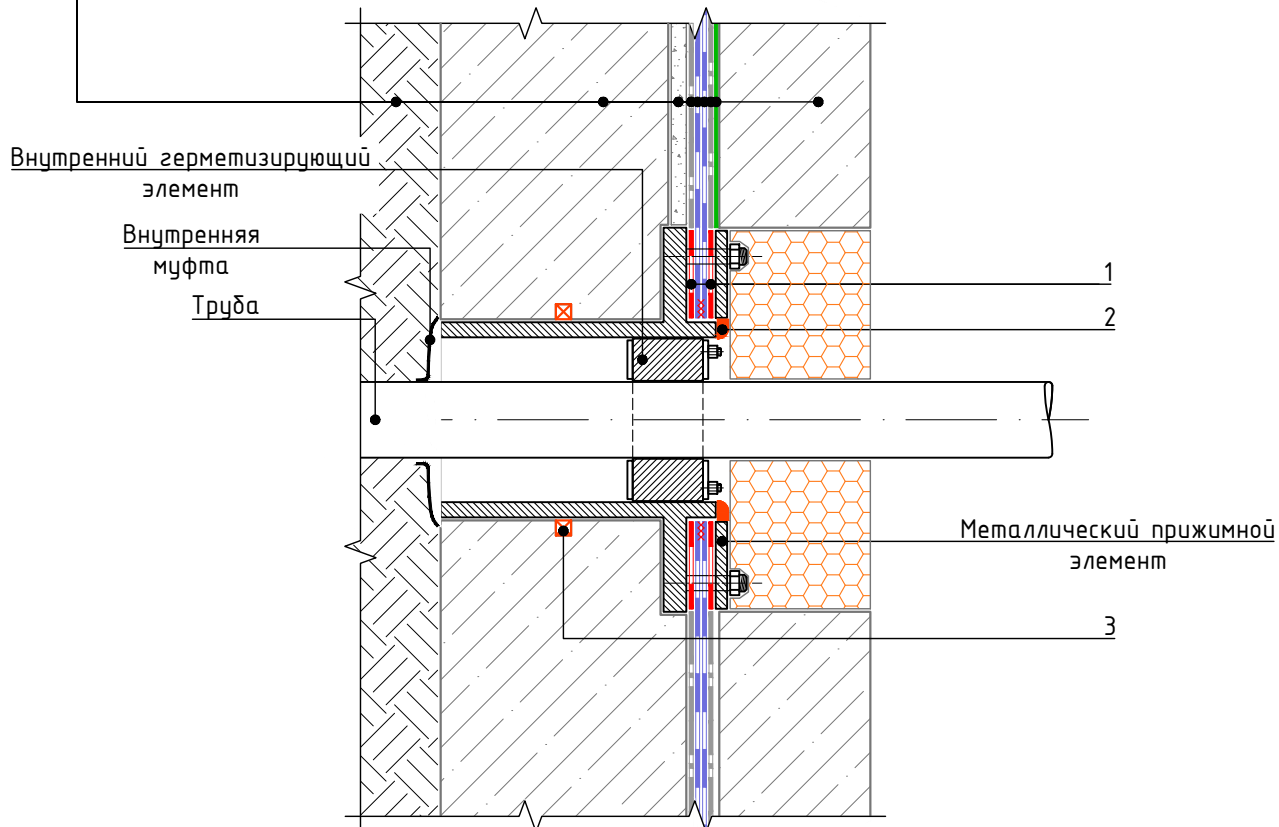 Внутренний герметизирующий
элемент
Внутренняя
муфта
Труба
1
2
Металлический прижимной
элемент
3